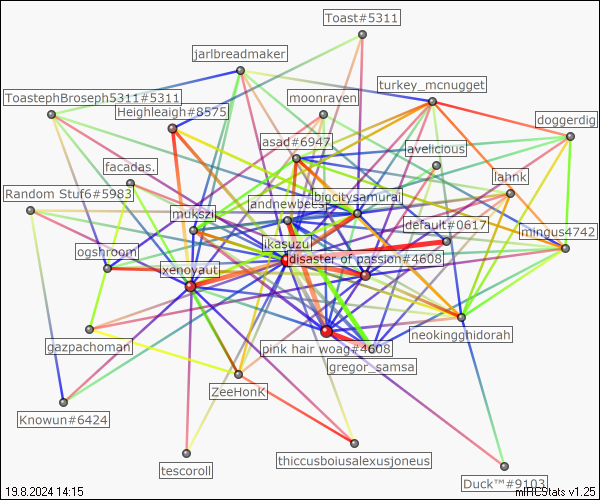 Toast#5311
jarlbreadmaker
turkey_mcnugget
ToastephBroseph5311#5311
moonraven
Heighleaigh#8575
doggerdig
asad#6947
avelicious
facadas.
lahnk
Random Stuf6#5983
andnewbees
bigcitysamurai
mukszi
default#0617
mingus4742
ogshroom
ikasuzu
disaster of passion#4608
xenoyaut
neokingghidorah
gazpachoman
pink hair woag#4608
gregor_samsa
ZeeHonK
Knowun#6424
tescoroll
thiccusboiusalexusjoneus
Duck™#9103
19.8.2024 14:15
mIRCStats v1.25